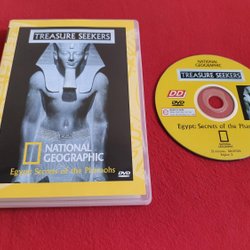 TREASURE SEEKERS
NATIONAL
GEOGRAPHIC
Egypt: Secrets of the Pharaohs
DVD
NATIONAL
GEOGRAPHIC
TREASURE SEEKERS
DVD
Egypt: Secrets of the Pharaohs